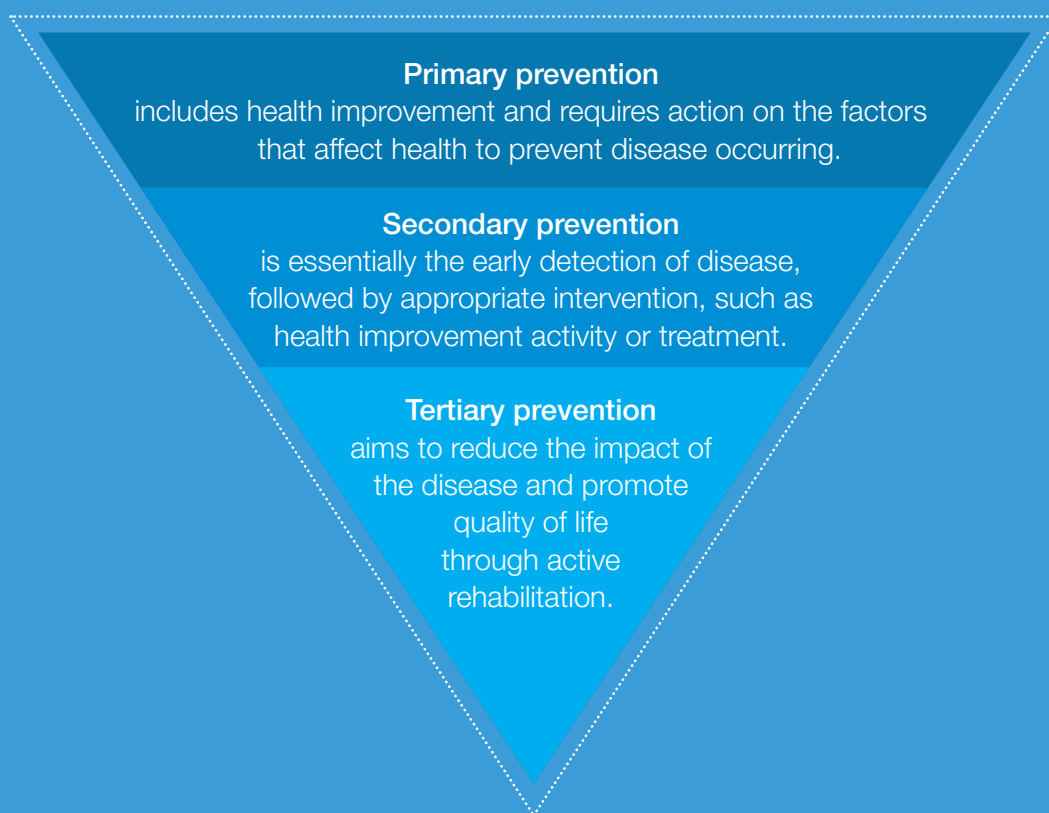 Primary prevention
includes health improvement and requires action on the factors
that affect health to prevent disease occurring.
Secondary prevention
is essentially the early detection of disease,
followed by appropriate intervention, such as
health improvement activity or treatment.
Tertiary prevention
aims to reduce the impact of
the disease and promote
quality of life
through active
rehabilitation.